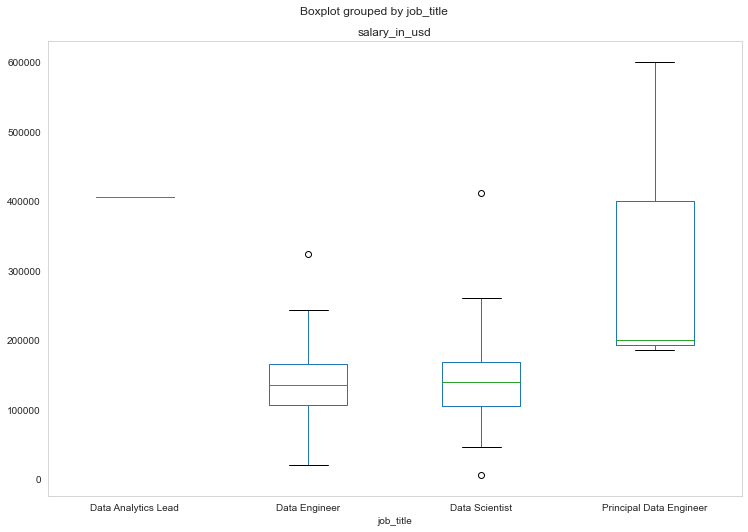 Boxplot grouped by job_title
salary_in_usd
600000
500000
400000
300000
200000
100000
0
Data Analytics Lead
Data Engineer
Data Scientist
Principal Data Engineer
job_title